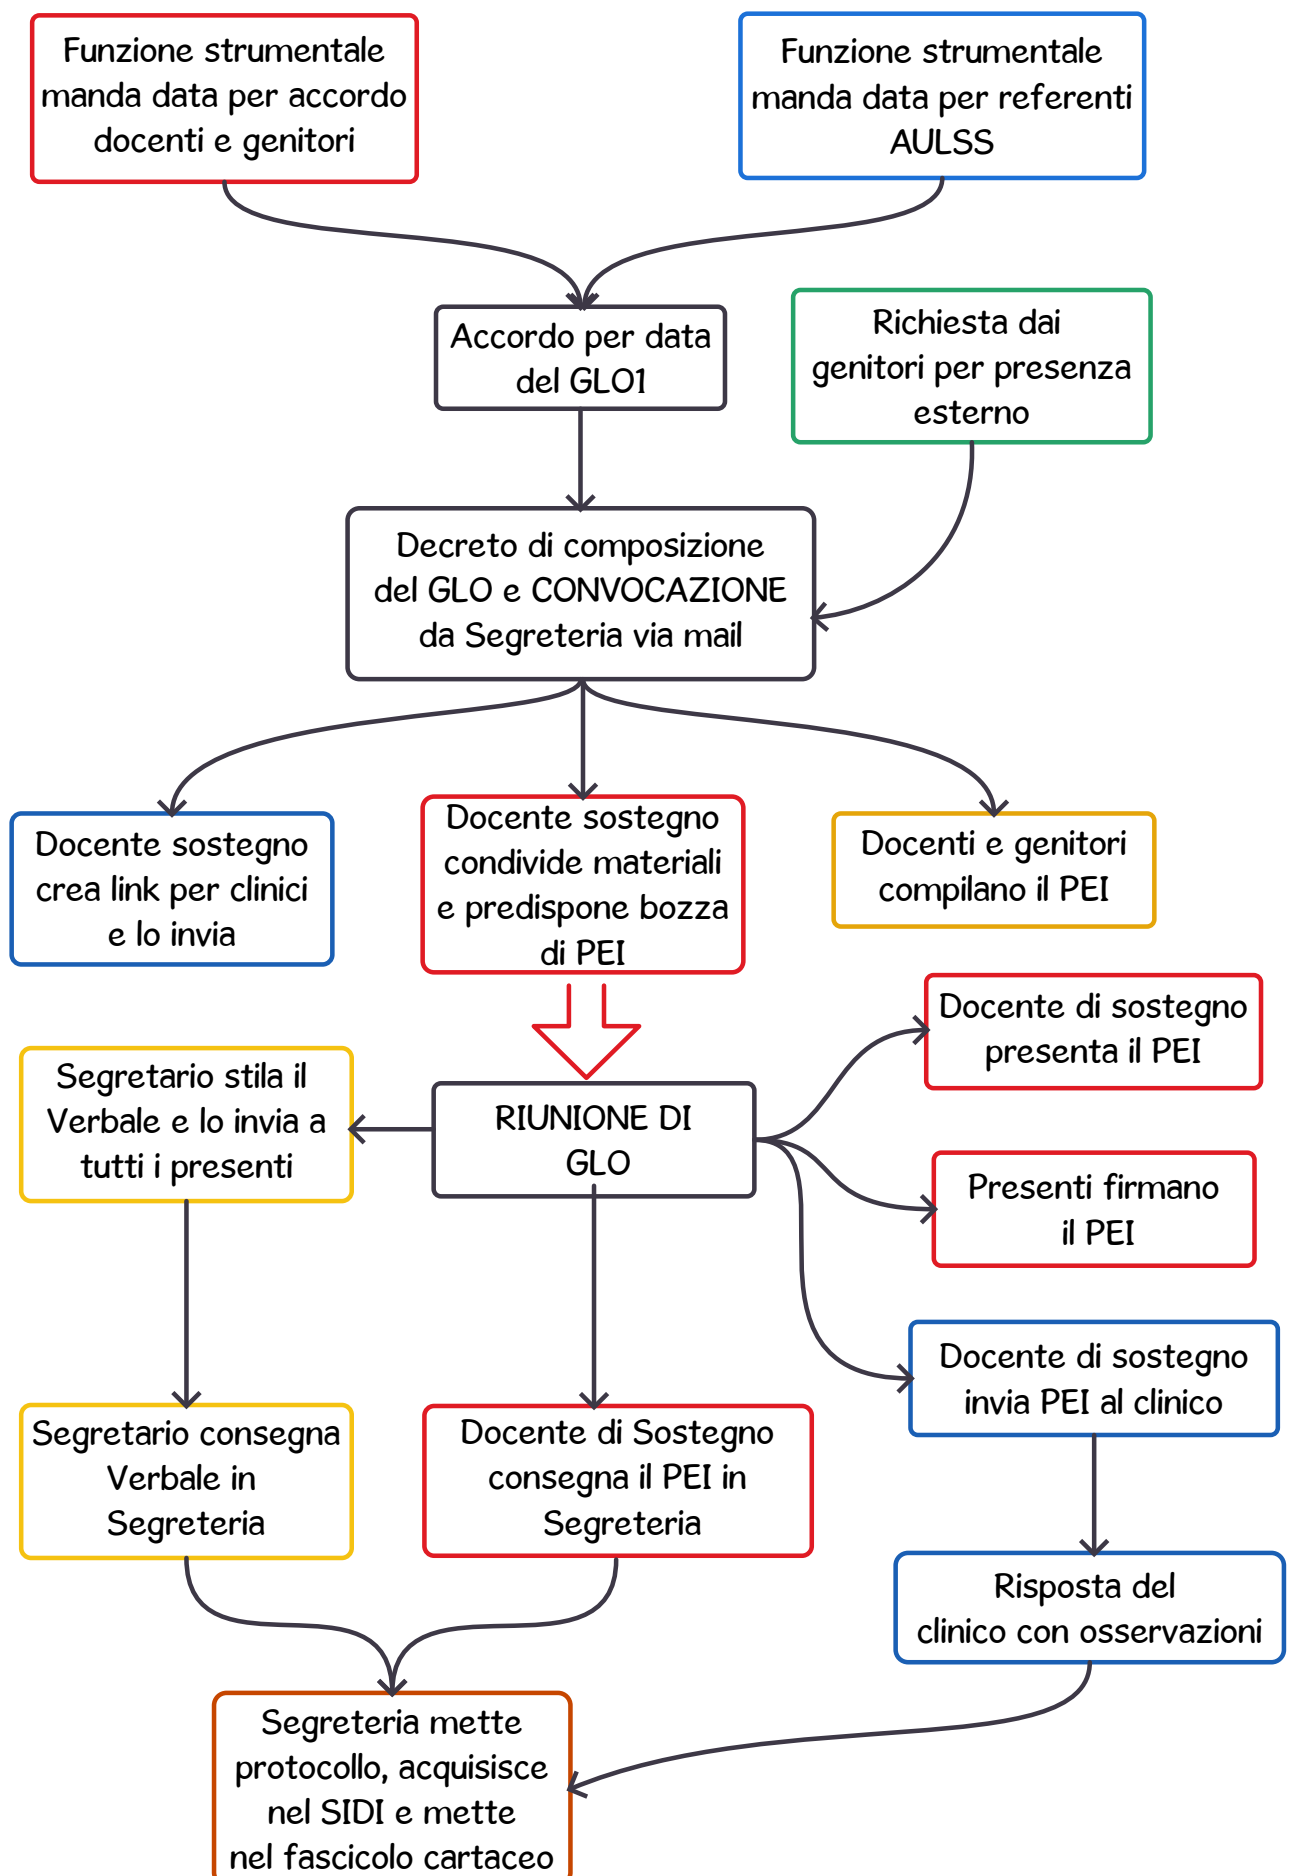 Funzione strumentale
manda data per accordo
docenti e genitori
Funzione strumentale
manda data per referenti
AULSS
Accordo per data
del GLO1
Richiesta dai
genitori per presenza
esterno
Decreto di composizione
del GLO e CONVOCAZIONE
da Segreteria via mail
Docente sostegno
crea link per clinici
e lo invia
Docente sostegno
condivide materiali
e predispone bozza
di PEI
Docenti e genitori
compilano il PEI
Segretario stila il
Verbale e lo invia a
tutti i presenti
RIUNIONE DI
GLO
Docente di sostegno
presenta il PEI
Presenti firmano
il PEI
Docente di sostegno
invia PEI al clinico
Segretario consegna
Verbale in
Segreteria
Docente di Sostegno
consegna il PEI in
Segreteria
Risposta del
clinico con osservazioni
Segreteria mette
protocollo, acquisisce
nel SIDI e mette
nel fascicolo cartaceo